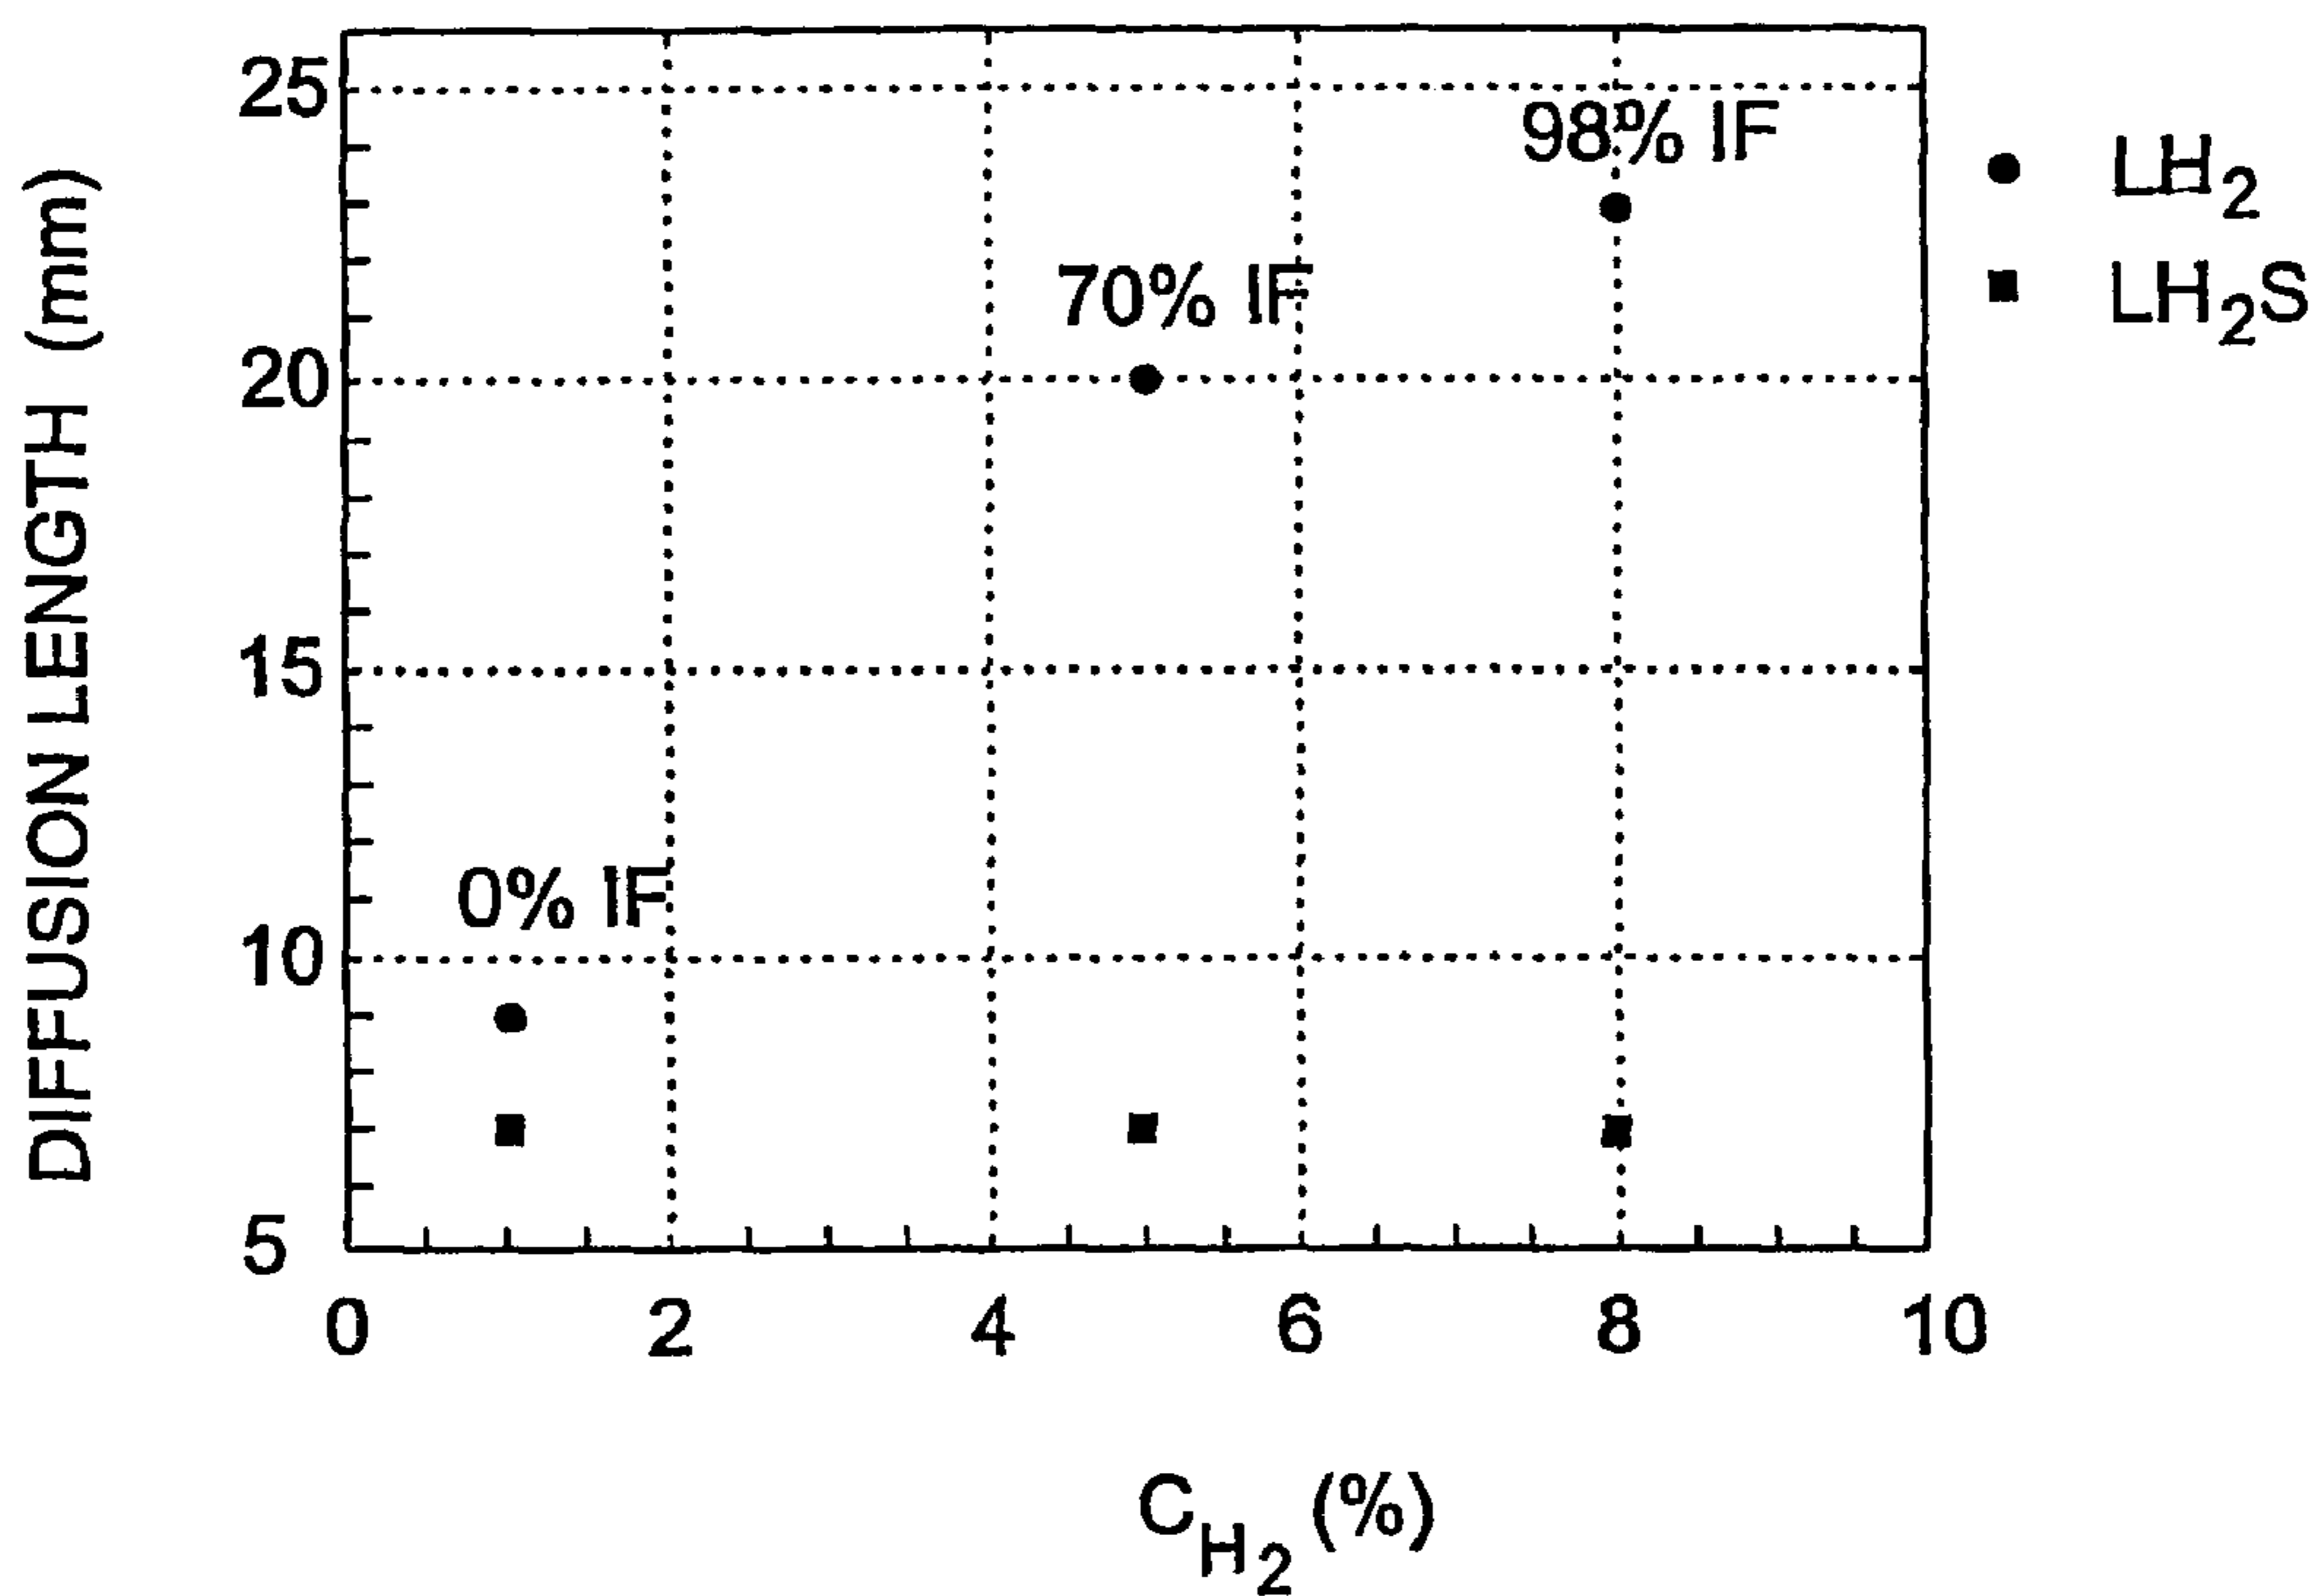 DIFFUSION LENGTH (mm)
25
20
15
10
5
0 2 4 6 8 10
C H2 (%)
98% IF
70% IF
0% IF
LH2
LH2S